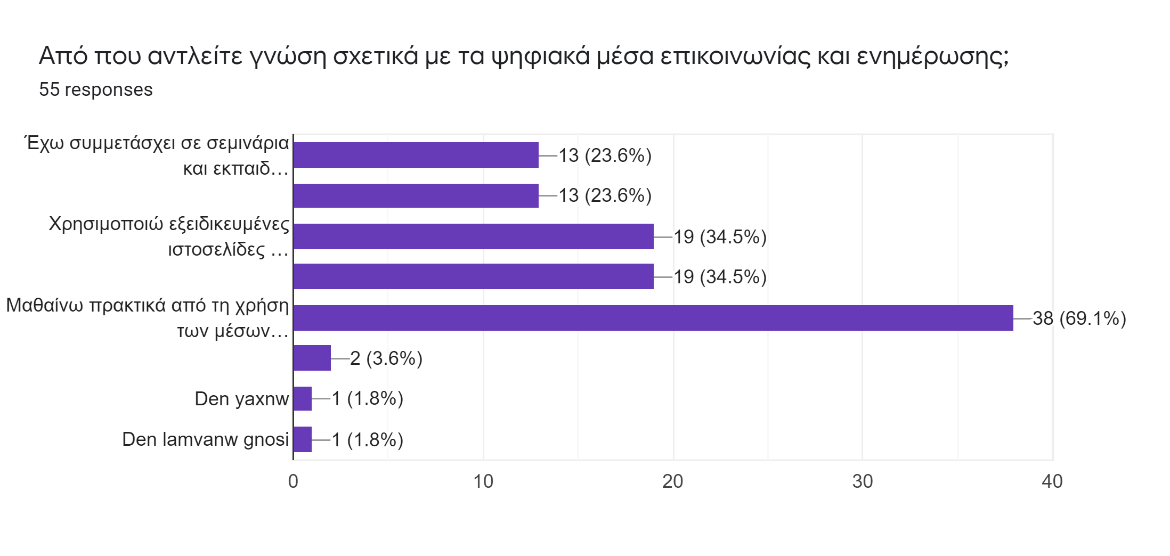 Από που αντλείτε γνώση σχετικά με τα ψηφιακά μέσα επικοινωνίας και ενημέρωσης;
55 responses
Έχω συμμετάσχει σε σεμινάρια
και εκπαιδ…
13 (23.6%)
13 (23.6%)
Χρησιμοποιώ εξειδικευμένες
ιστοσελίδες …
19 (34.5%)
19 (34.5%)
Μαθαίνω πρακτικά από τη χρήση
των μέσων…
38 (69.1%)
2 (3.6%)
Den yaxnw
1 (1.8%)
Den lamvanw gnosi
1 (1.8%)
0 10 20 30 40